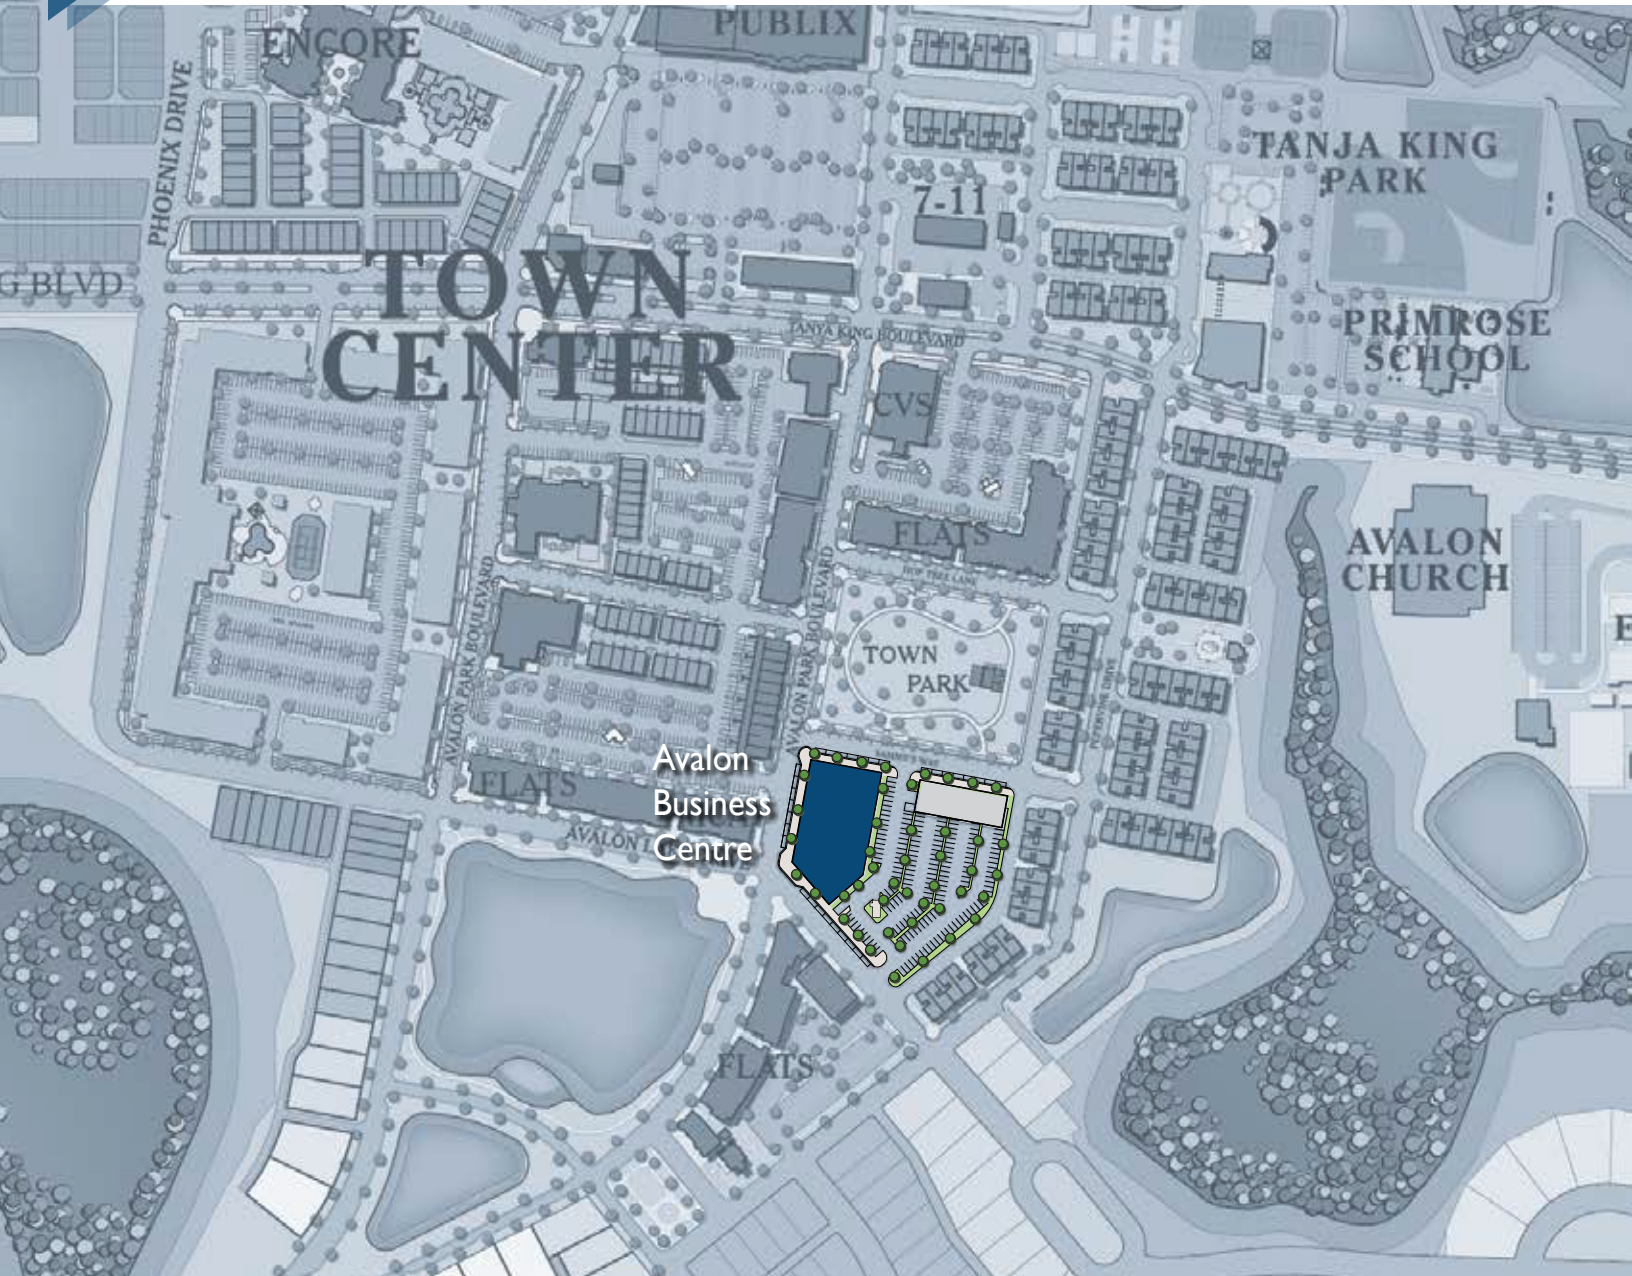 PUBLIX
ENCORE
PHOENIX DRIVE
TANJA KING
PARK
7-11
TOWN
CENTER
G BLVD
TANYA KING BOULEVARD
PRIMROSE
SCHOOL
CVS
FLATS
AVALON
CHURCH
AVALON PARK BOULEVARD
AVALON PARK BOULEVARD
TOWN
PARK
E
FLATS
Avalon
Business
Centre
AVALON
FLATS